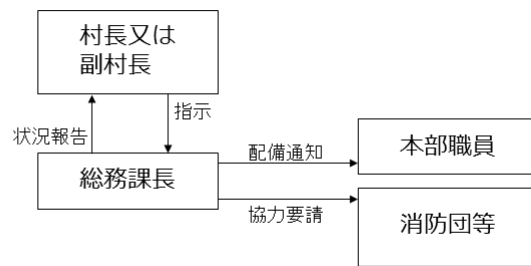 村長又は
副村長
状況報告
指示
総務課長
配備通知
本部職員
協力要請
消防団等